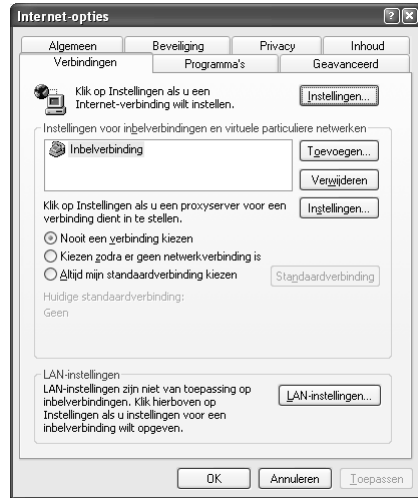 Internet-opties
Algemeen Beveiliging Privacy Inhoud
Verbindingen Programma's Geavanceerd
Klik op Instellingen als u een
Internet-verbinding wilt instellen.
Instellingen...
Instellingen voor inbelverbindingen en virtuele particuliere netwerken
Inbelverbinding
Toevoegen...
Verwijderen
Klik op Instellingen als u een proxyserver voor een
verbinding dient in te stellen.
Instellingen...
Nooit een verbinding kiezen
Kiezen zodra er geen netwerkverbinding is
Altijd mijn standaardverbinding kiezen
Standaardverbinding
Huidige standaardverbinding:
Geen
LAN-instellingen
LAN-instellingen zijn niet van toepassing op
inbelverbindingen. Klik hierboven op
Instellingen als u instellingen voor een
inbelverbinding wilt opgeven.
LAN-instellingen...
OK Annuleren Toepassen